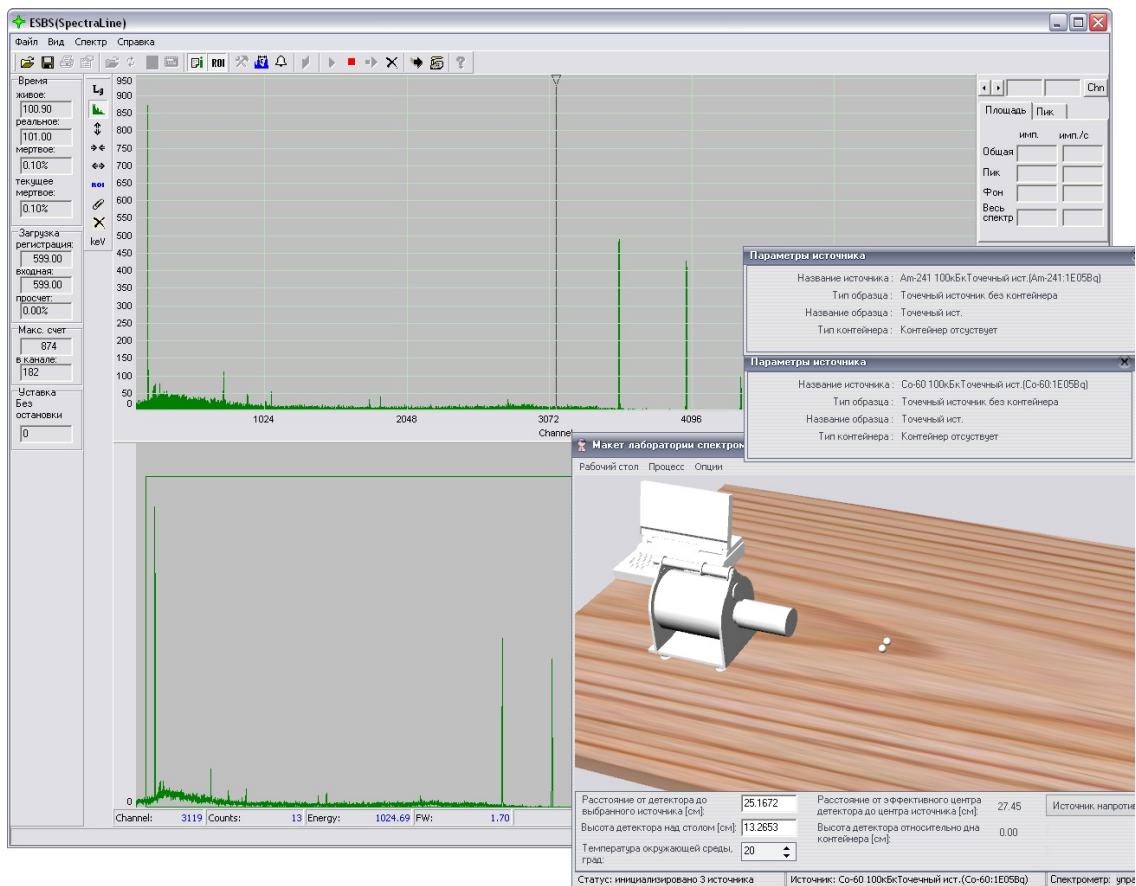 ESBS(SpectraLine)
Файл Вид Спектр Справка
ROI
Время
живое:
100.90
реальное:
101.00
мертвое:
0.10%
текущее
мертвое:
0.10%
Загрузка
регистрация:
599.00
входная:
599.00
просчет:
0.00%
Макс. счет
874
в канале:
182
Уставка
Без
остановки
0
Lg
ROI
keV
950
900
850
800
750
700
650
600
550
500
450
400
350
300
250
200
150
100
50
0
1024 2048 3072 4096
Channel
Chn
Площадь Пик
имп. имп./с
Общая
Пик
Фон
Весь
спектр
Параметры источника
Название источника : Am-241 100кБкТочечный ист.(Am-241:1E05Bq)
Тип образца : Точечный источник без контейнера
Название образца : Точечный ист.
Тип контейнера : Контейнер отсуствует
Параметры источника
Название источника : Co-60 100кБкТочечный ист.(Co-60:1E05Bq)
Тип образца : Точечный источник без контейнера
Название образца : Точечный ист.
Тип контейнера : Контейнер отсуствует
Макет лаборатории спектром
Рабочий стол Процесс Опции
0
Channel: 3119 Counts: 13 Energy: 1024.69 FW: 1.70
Расстояние от детектора до
выбранного источника [см]: 25.1672
Расстояние от эффективного центра
детектора до центра источника [см]: 27.45
Источник напротив
Высота детектора над столом [см]: 13.2653
Высота детектора относительно дна
контейнера [см]: 0.00
Температура окружающей среды,
град: 20
Статус: инициализировано 3 источника Источник: Co-60 100кБкТочечный ист.(Co-60:1E05Bq) Спектрометр: упра